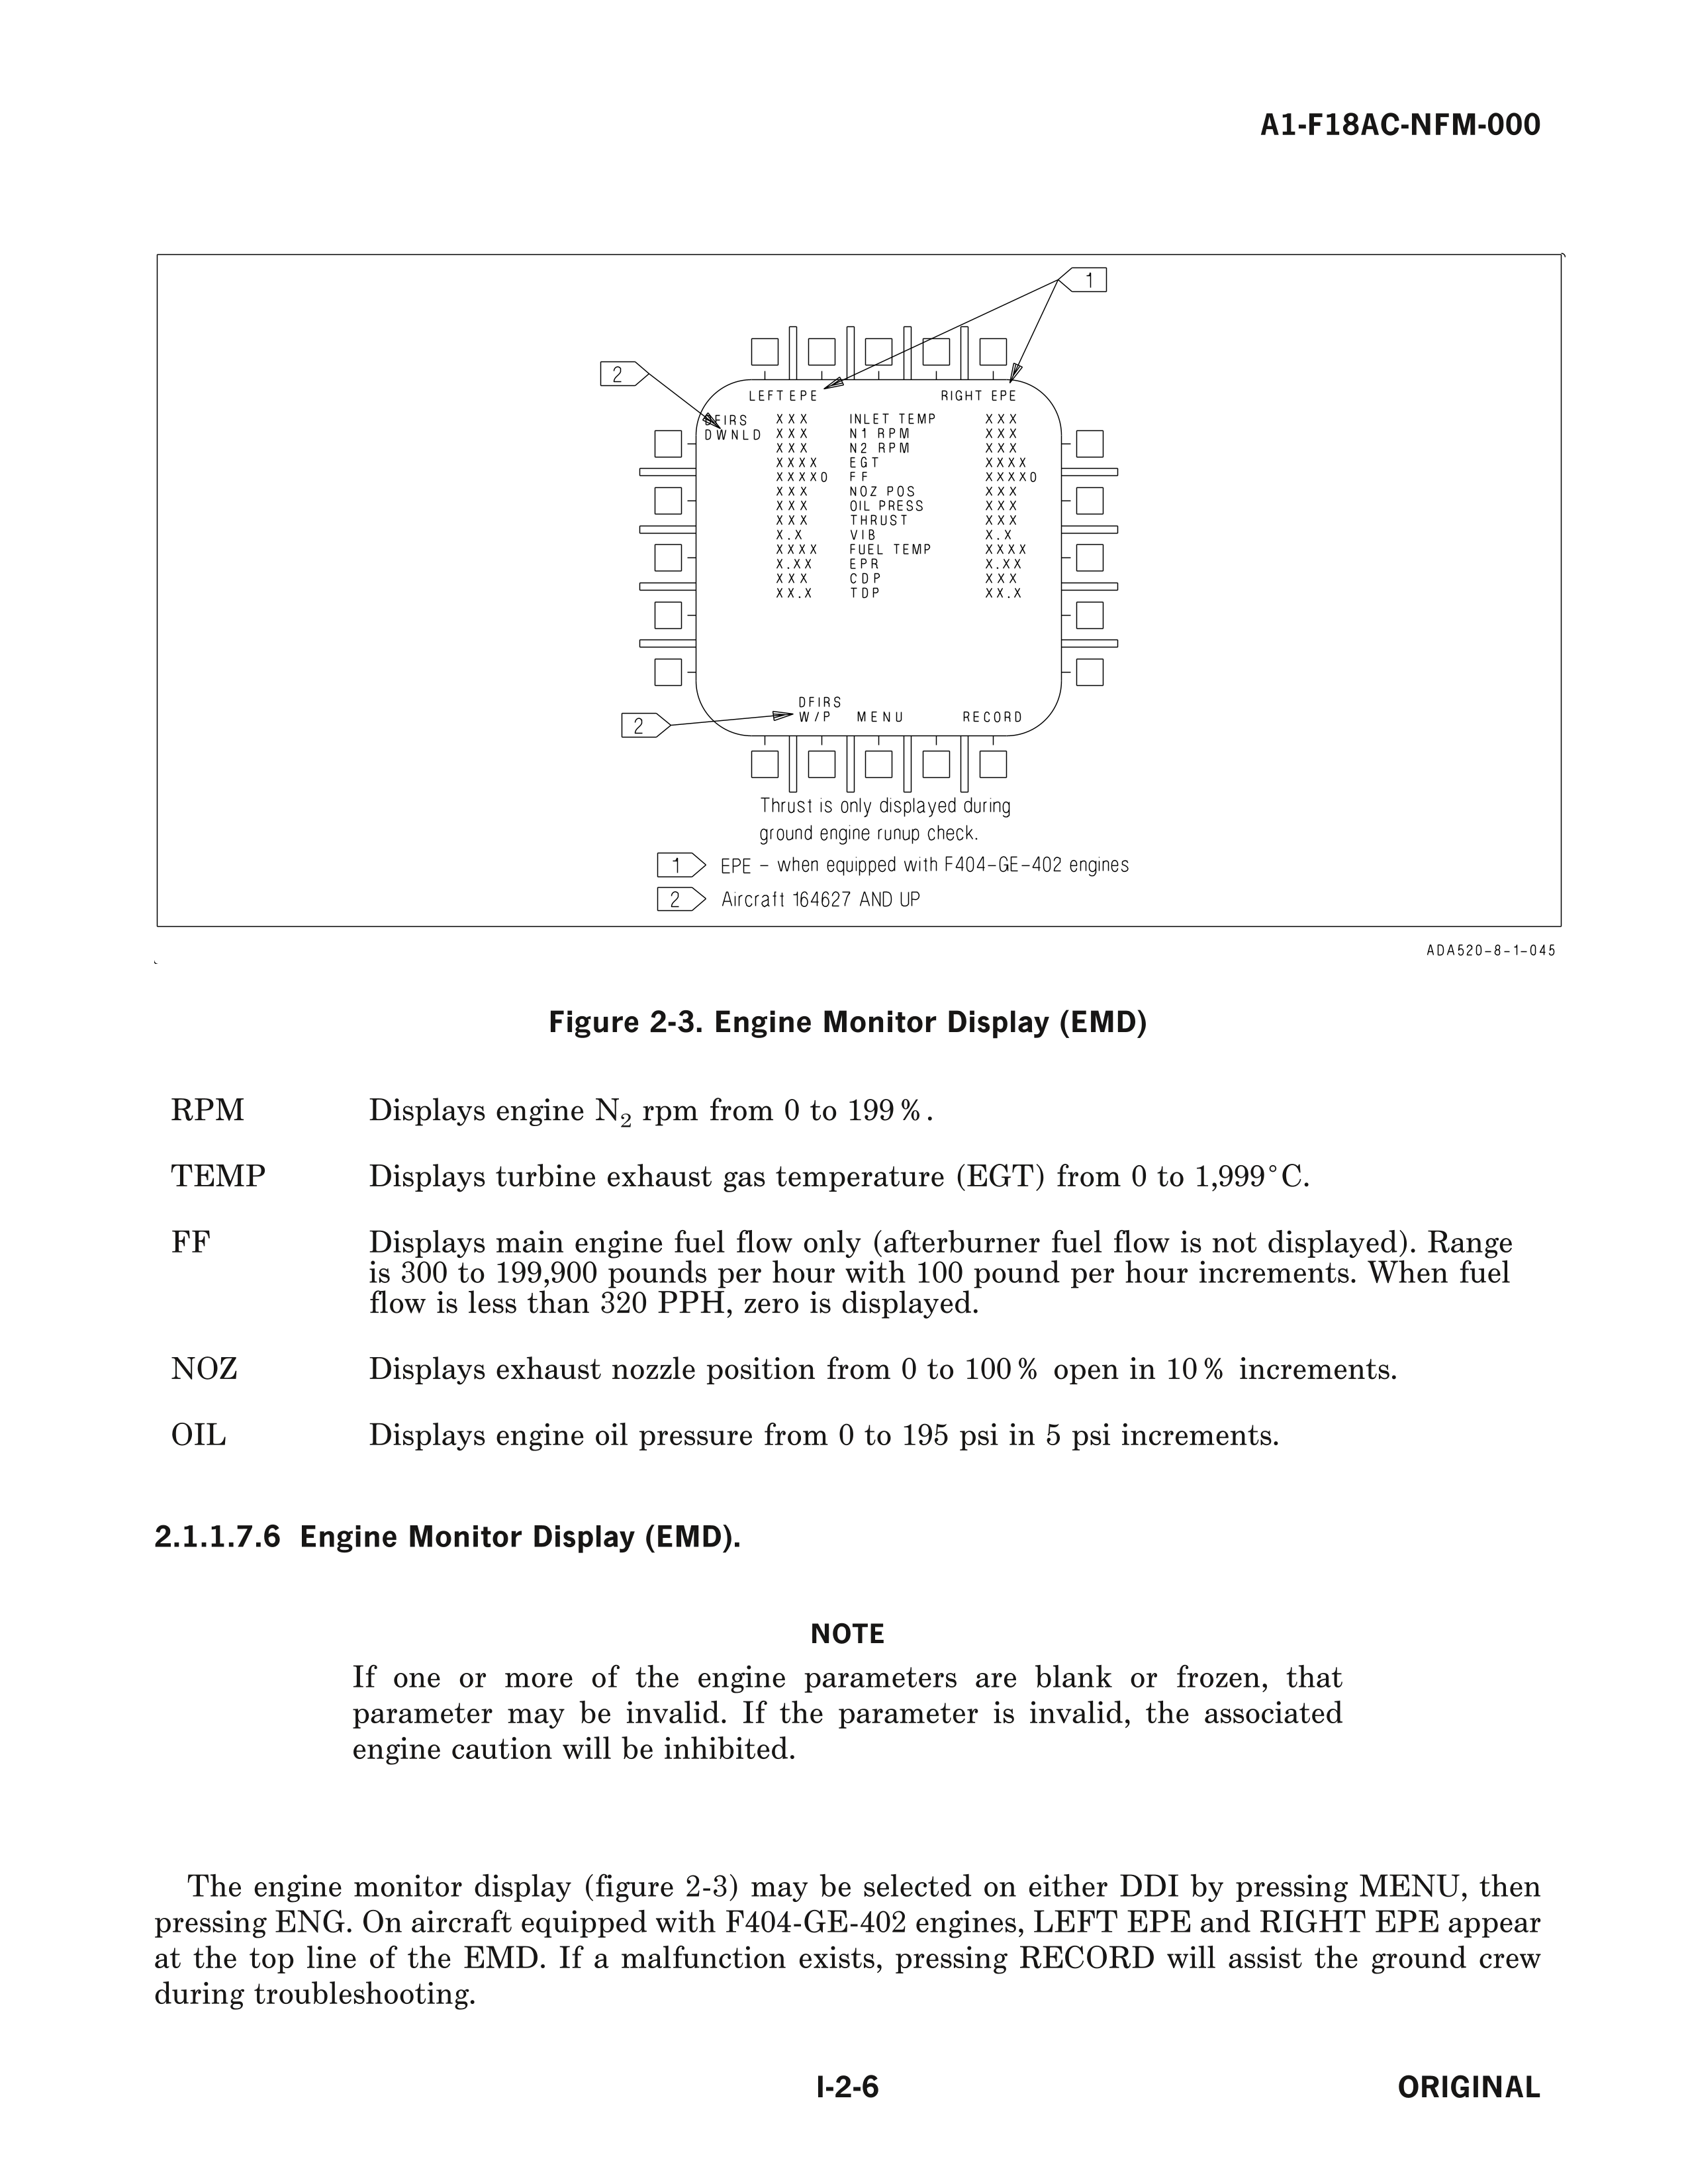 A1-F18AC-NFM-000
1
2
LEFT EPE RIGHT EPE
DFIRS XXX INLET TEMP XXX
DWNLD XXX N1 RPM XXX
XXX N2 RPM XXX
XXXX EGT XXXX
XXXX0 FF XXXX0
XXX NOZ POS XXX
XXX OIL PRESS XXX
XXX THRUST XXX
X.X VIB X.X
XXXX FUEL TEMP XXXX
X.XX EPR X.XX
XXX CDP XXX
XX.X TDP XX.X
DFIRS
2 W/P MENU RECORD
Thrust is only displayed during
ground engine runup check.
1 EPE – when equipped with F404–GE–402 engines
2 Aircraft 164627 AND UP
ADA520–8–1–045
Figure 2-3. Engine Monitor Display (EMD)
RPM Displays engine N₂ rpm from 0 to 199%.
TEMP Displays turbine exhaust gas temperature (EGT) from 0 to 1,999°C.
FF Displays main engine fuel flow only (afterburner fuel flow is not displayed). Range
is 300 to 199,900 pounds per hour with 100 pound per hour increments. When fuel
flow is less than 320 PPH, zero is displayed.
NOZ Displays exhaust nozzle position from 0 to 100% open in 10% increments.
OIL Displays engine oil pressure from 0 to 195 psi in 5 psi increments.
2.1.1.7.6 Engine Monitor Display (EMD).
NOTE
If one or more of the engine parameters are blank or frozen, that
parameter may be invalid. If the parameter is invalid, the associated
engine caution will be inhibited.
The engine monitor display (figure 2-3) may be selected on either DDI by pressing MENU, then
pressing ENG. On aircraft equipped with F404-GE-402 engines, LEFT EPE and RIGHT EPE appear
at the top line of the EMD. If a malfunction exists, pressing RECORD will assist the ground crew
during troubleshooting.
I-2-6 ORIGINAL